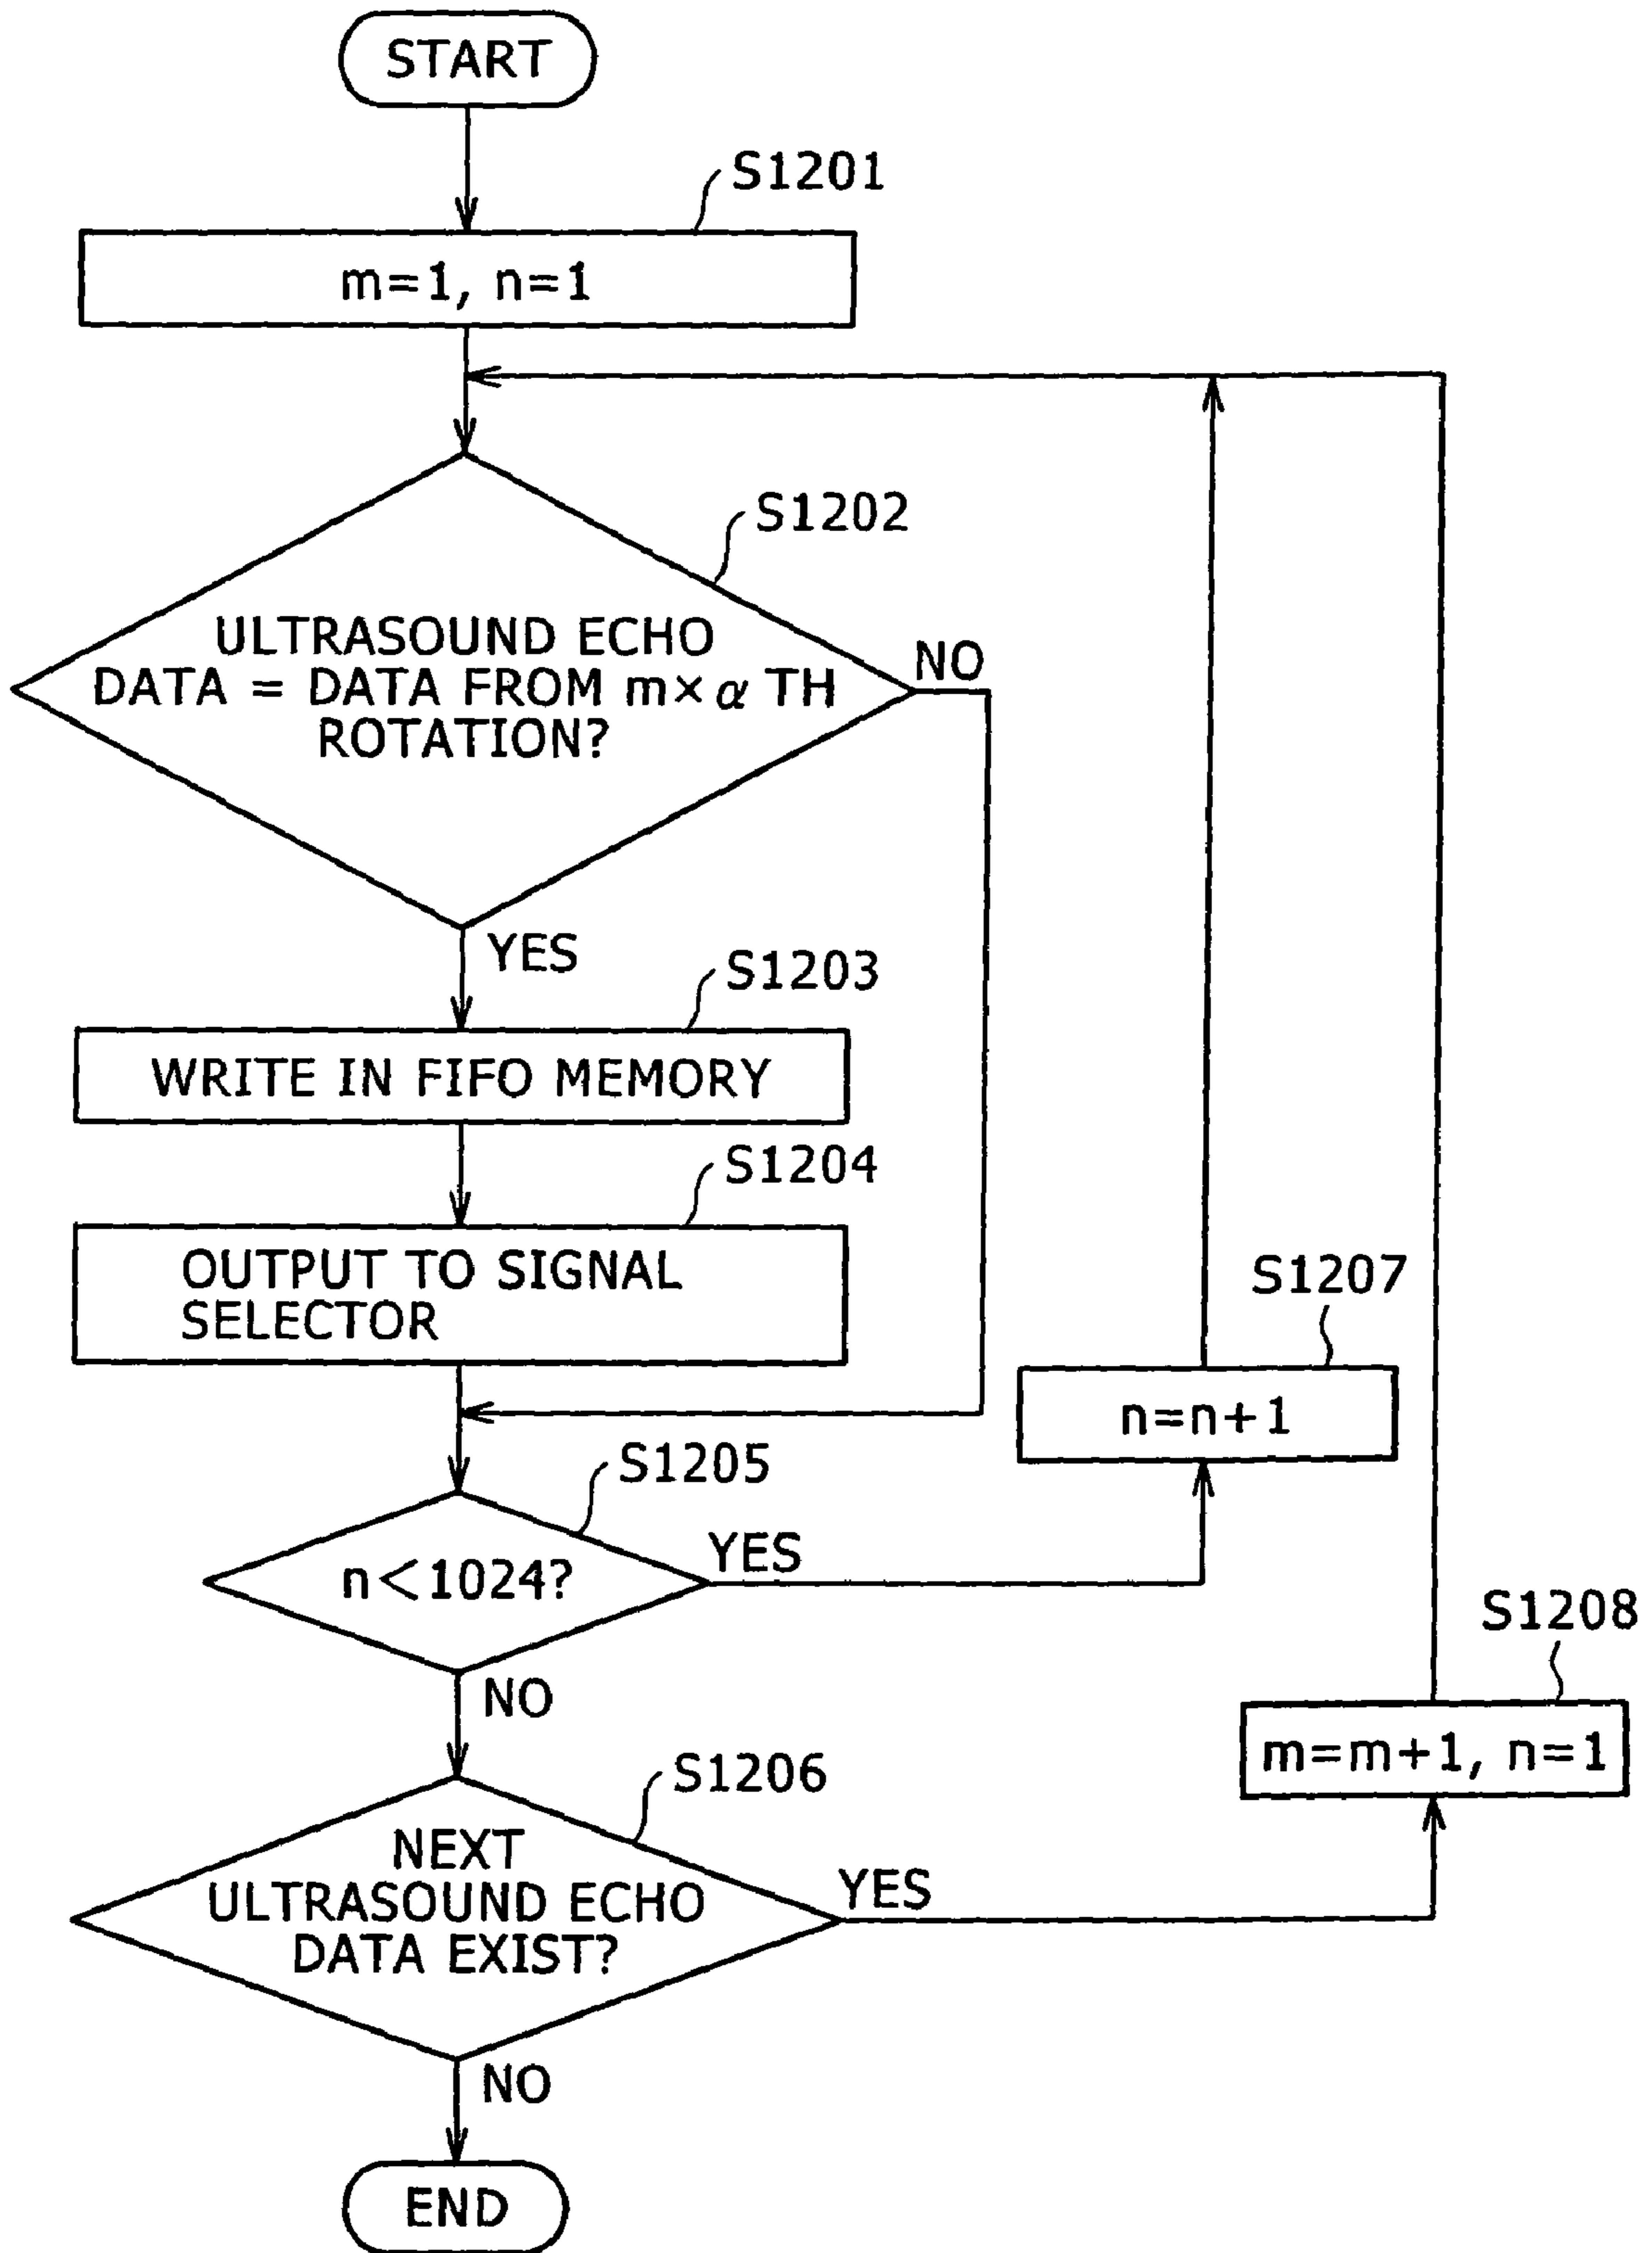 START
S1201
m=1, n=1
S1202
ULTRASOUND ECHO
DATA = DATA FROM m×α TH
ROTATION?
NO
YES
S1203
WRITE IN FIFO MEMORY
S1204
OUTPUT TO SIGNAL
SELECTOR
S1207
n=n+1
S1205
n<1024?
YES
NO
S1208
m=m+1, n=1
S1206
NEXT
ULTRASOUND ECHO
DATA EXIST?
YES
NO
END